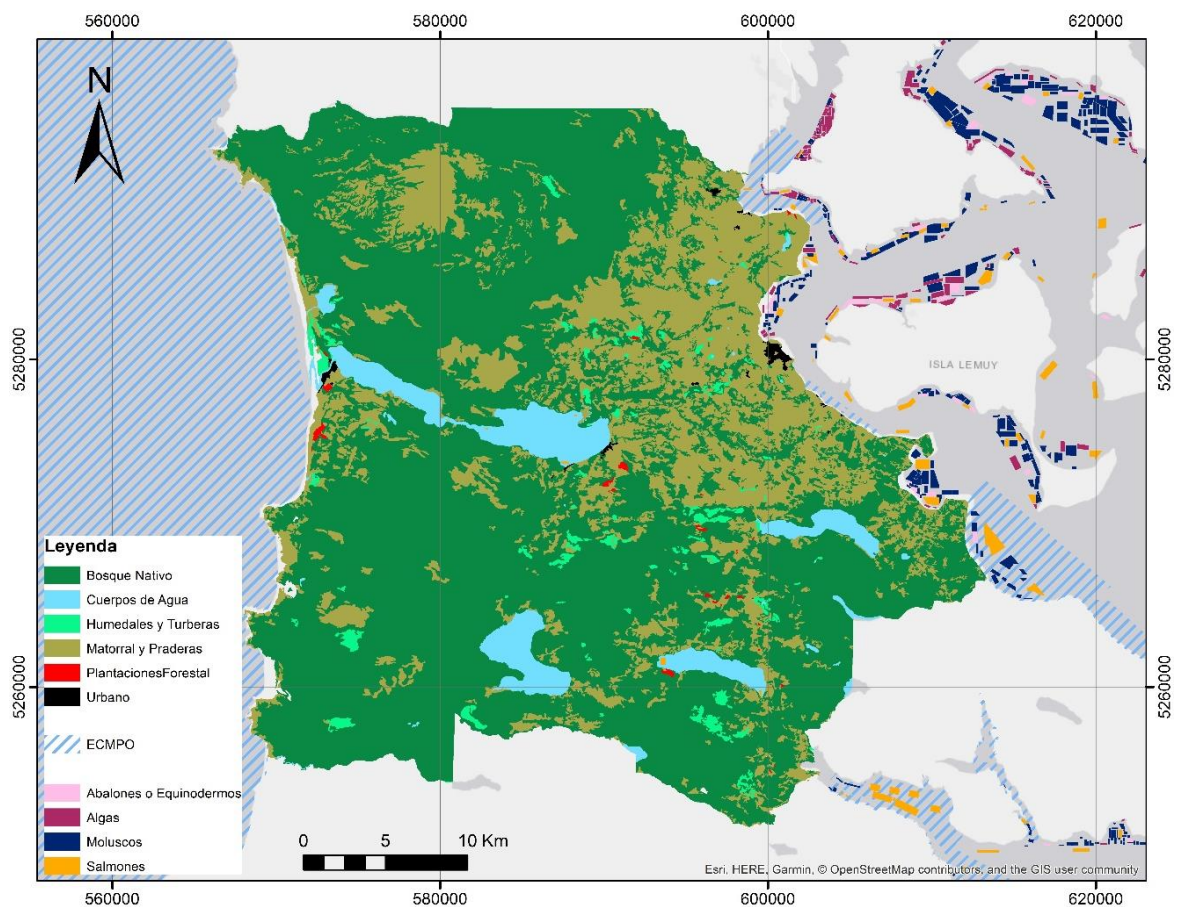 560000 580000 600000 620000
N
5280000 5280000
ISLA LEMUY
Leyenda
Bosque Nativo
Cuerpos de Agua
Humedales y Turberas
Matorral y Praderas
PlantacionesForestal
Urbano
ECMPO
Abalones o Equinodermos
Algas
Moluscos
Salmones
5260000 5260000
0 5 10 Km
Esri, HERE, Garmin, © OpenStreetMap contributors, and the GIS user community
560000 580000 600000 620000